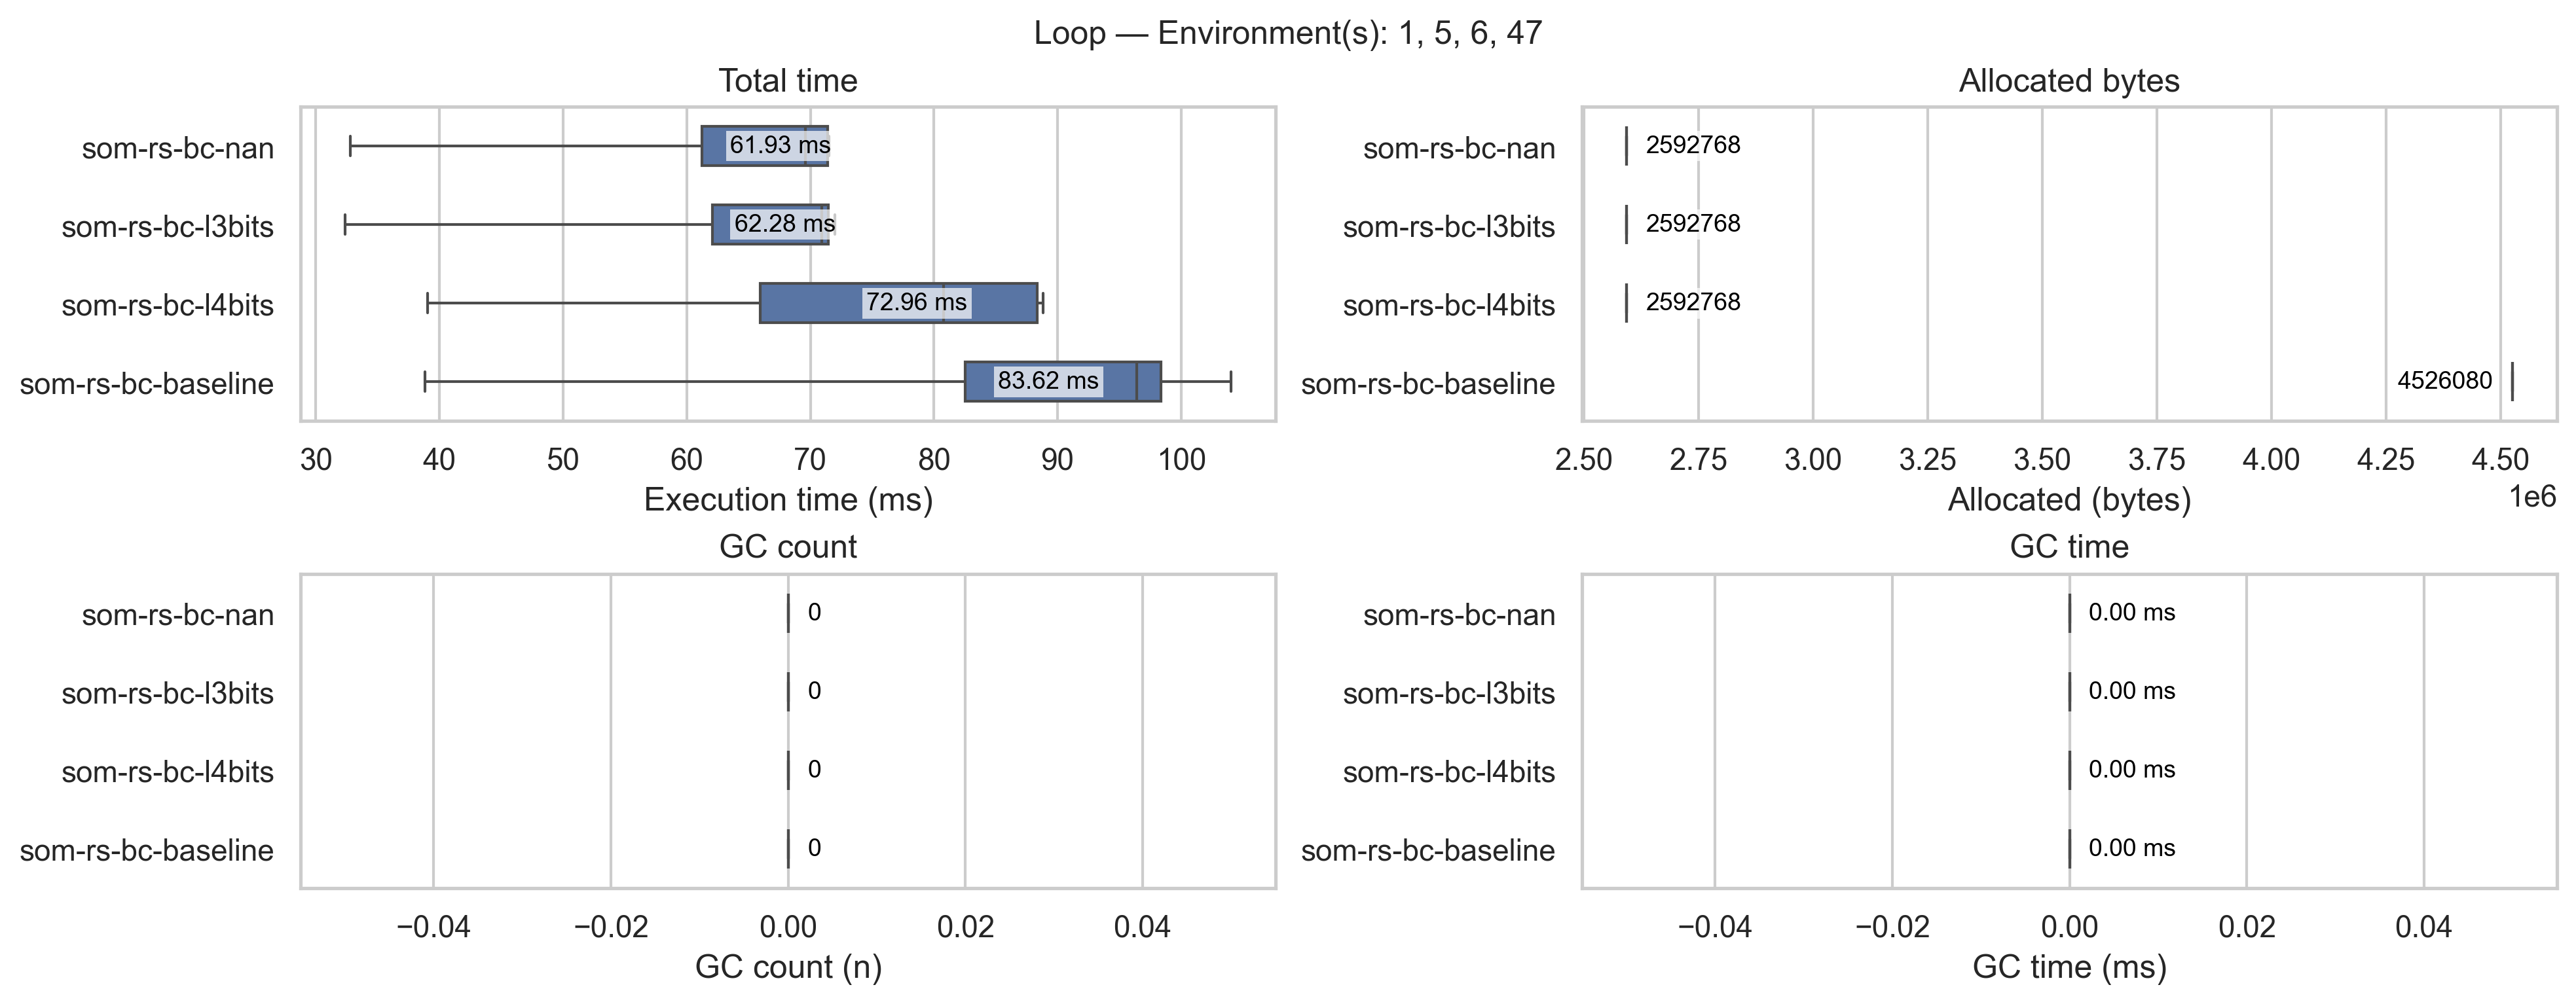 Loop — Environment(s): 1, 5, 6, 47
Total time
som-rs-bc-nan
61.93 ms
som-rs-bc-l3bits
62.28 ms
som-rs-bc-l4bits
72.96 ms
som-rs-bc-baseline
83.62 ms
30 40 50 60 70 80 90 100
Execution time (ms)
Allocated bytes
som-rs-bc-nan
2592768
som-rs-bc-l3bits
2592768
som-rs-bc-l4bits
2592768
som-rs-bc-baseline
4526080
2.50 2.75 3.00 3.25 3.50 3.75 4.00 4.25 4.50
1e6
Allocated (bytes)
GC count
som-rs-bc-nan
0
som-rs-bc-l3bits
0
som-rs-bc-l4bits
0
som-rs-bc-baseline
0
−0.04 −0.02 0.00 0.02 0.04
GC count (n)
GC time
som-rs-bc-nan
0.00 ms
som-rs-bc-l3bits
0.00 ms
som-rs-bc-l4bits
0.00 ms
som-rs-bc-baseline
0.00 ms
−0.04 −0.02 0.00 0.02 0.04
GC time (ms)